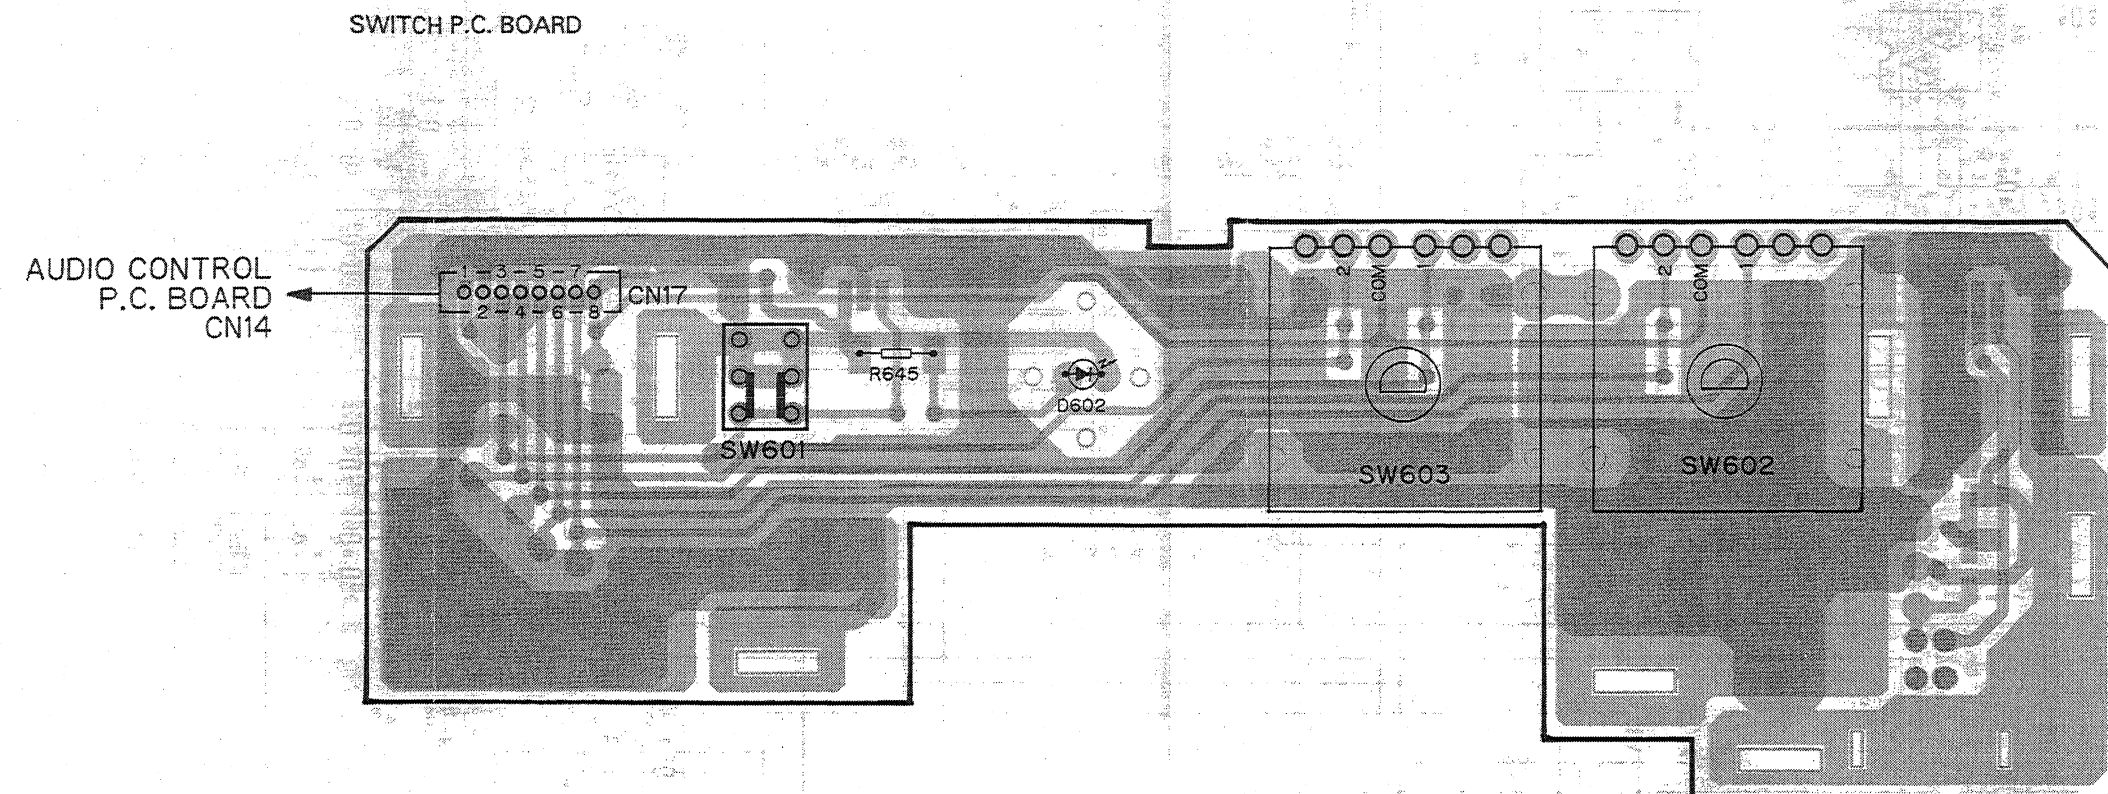 SWITCH P.C. BOARD
AUDIO CONTROL
P.C. BOARD
CN14
1-3-5-7
2-4-6-8
CN17
SW601
R645
D602
2
COM
1
SW603
2
COM
1
SW602